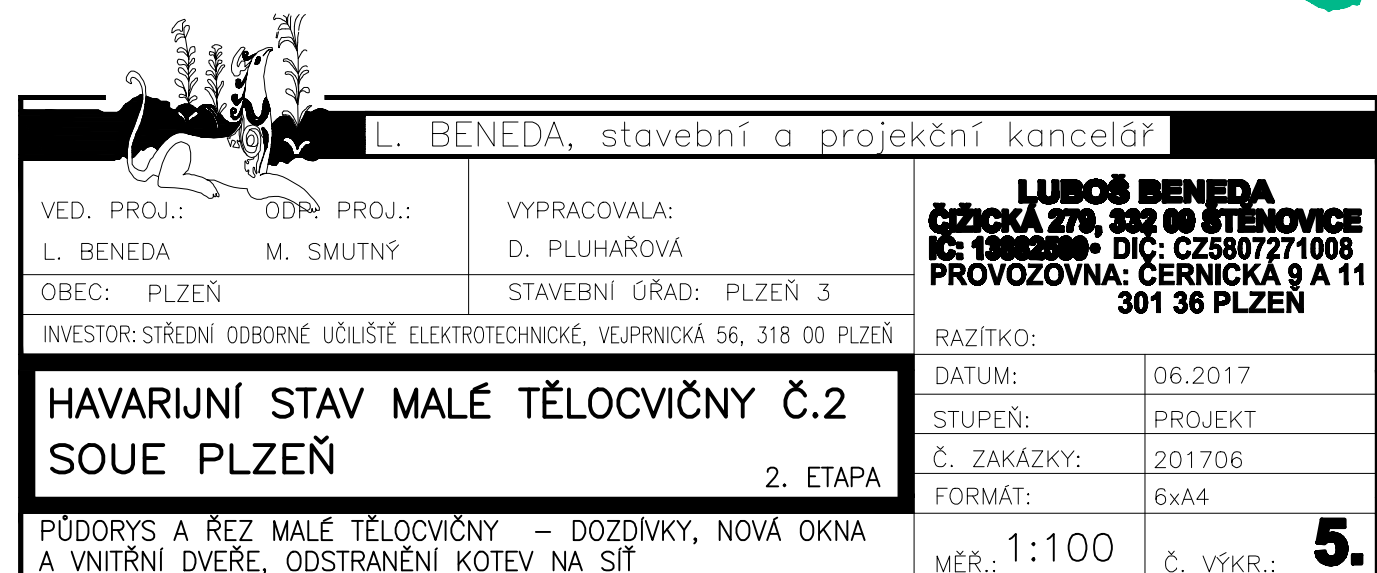 L. BENEDA, stavební a projekční kancelář
VED. PROJ.: ODP. PROJ.: VYPRACOVALA:
L. BENEDA M. SMUTNÝ D. PLUHAŘOVÁ
OBEC: PLZEŇ STAVEBNÍ ÚŘAD: PLZEŇ 3
INVESTOR: STŘEDNÍ ODBORNÉ UČILIŠTĚ ELEKTROTECHNICKÉ, VEJPRNICKÁ 56, 318 00 PLZEŇ
LUBOŠ BENEDA
ČIŽICKÁ 279, 332 09 ŠTĚNOVICE
IČ: DIČ: CZ5807271008
PROVOZOVNA: ČERNICKÁ 9 A 11
301 36 PLZEŇ
RAZÍTKO:
HAVARIJNÍ STAV MALÉ TĚLOCVIČNY Č.2
SOUE PLZEŇ
2. ETAPA
DATUM: 06.2017
STUPEŇ: PROJEKT
Č. ZAKÁZKY: 201706
FORMÁT: 6xA4
PŮDORYS A ŘEZ MALÉ TĚLOCVIČNY – DOZDÍVKY, NOVÁ OKNA
A VNITŘNÍ DVEŘE, ODSTRANĚNÍ KOTEV NA SÍŤ
MĚŘ.: 1:100 Č. VÝKR.: 5.